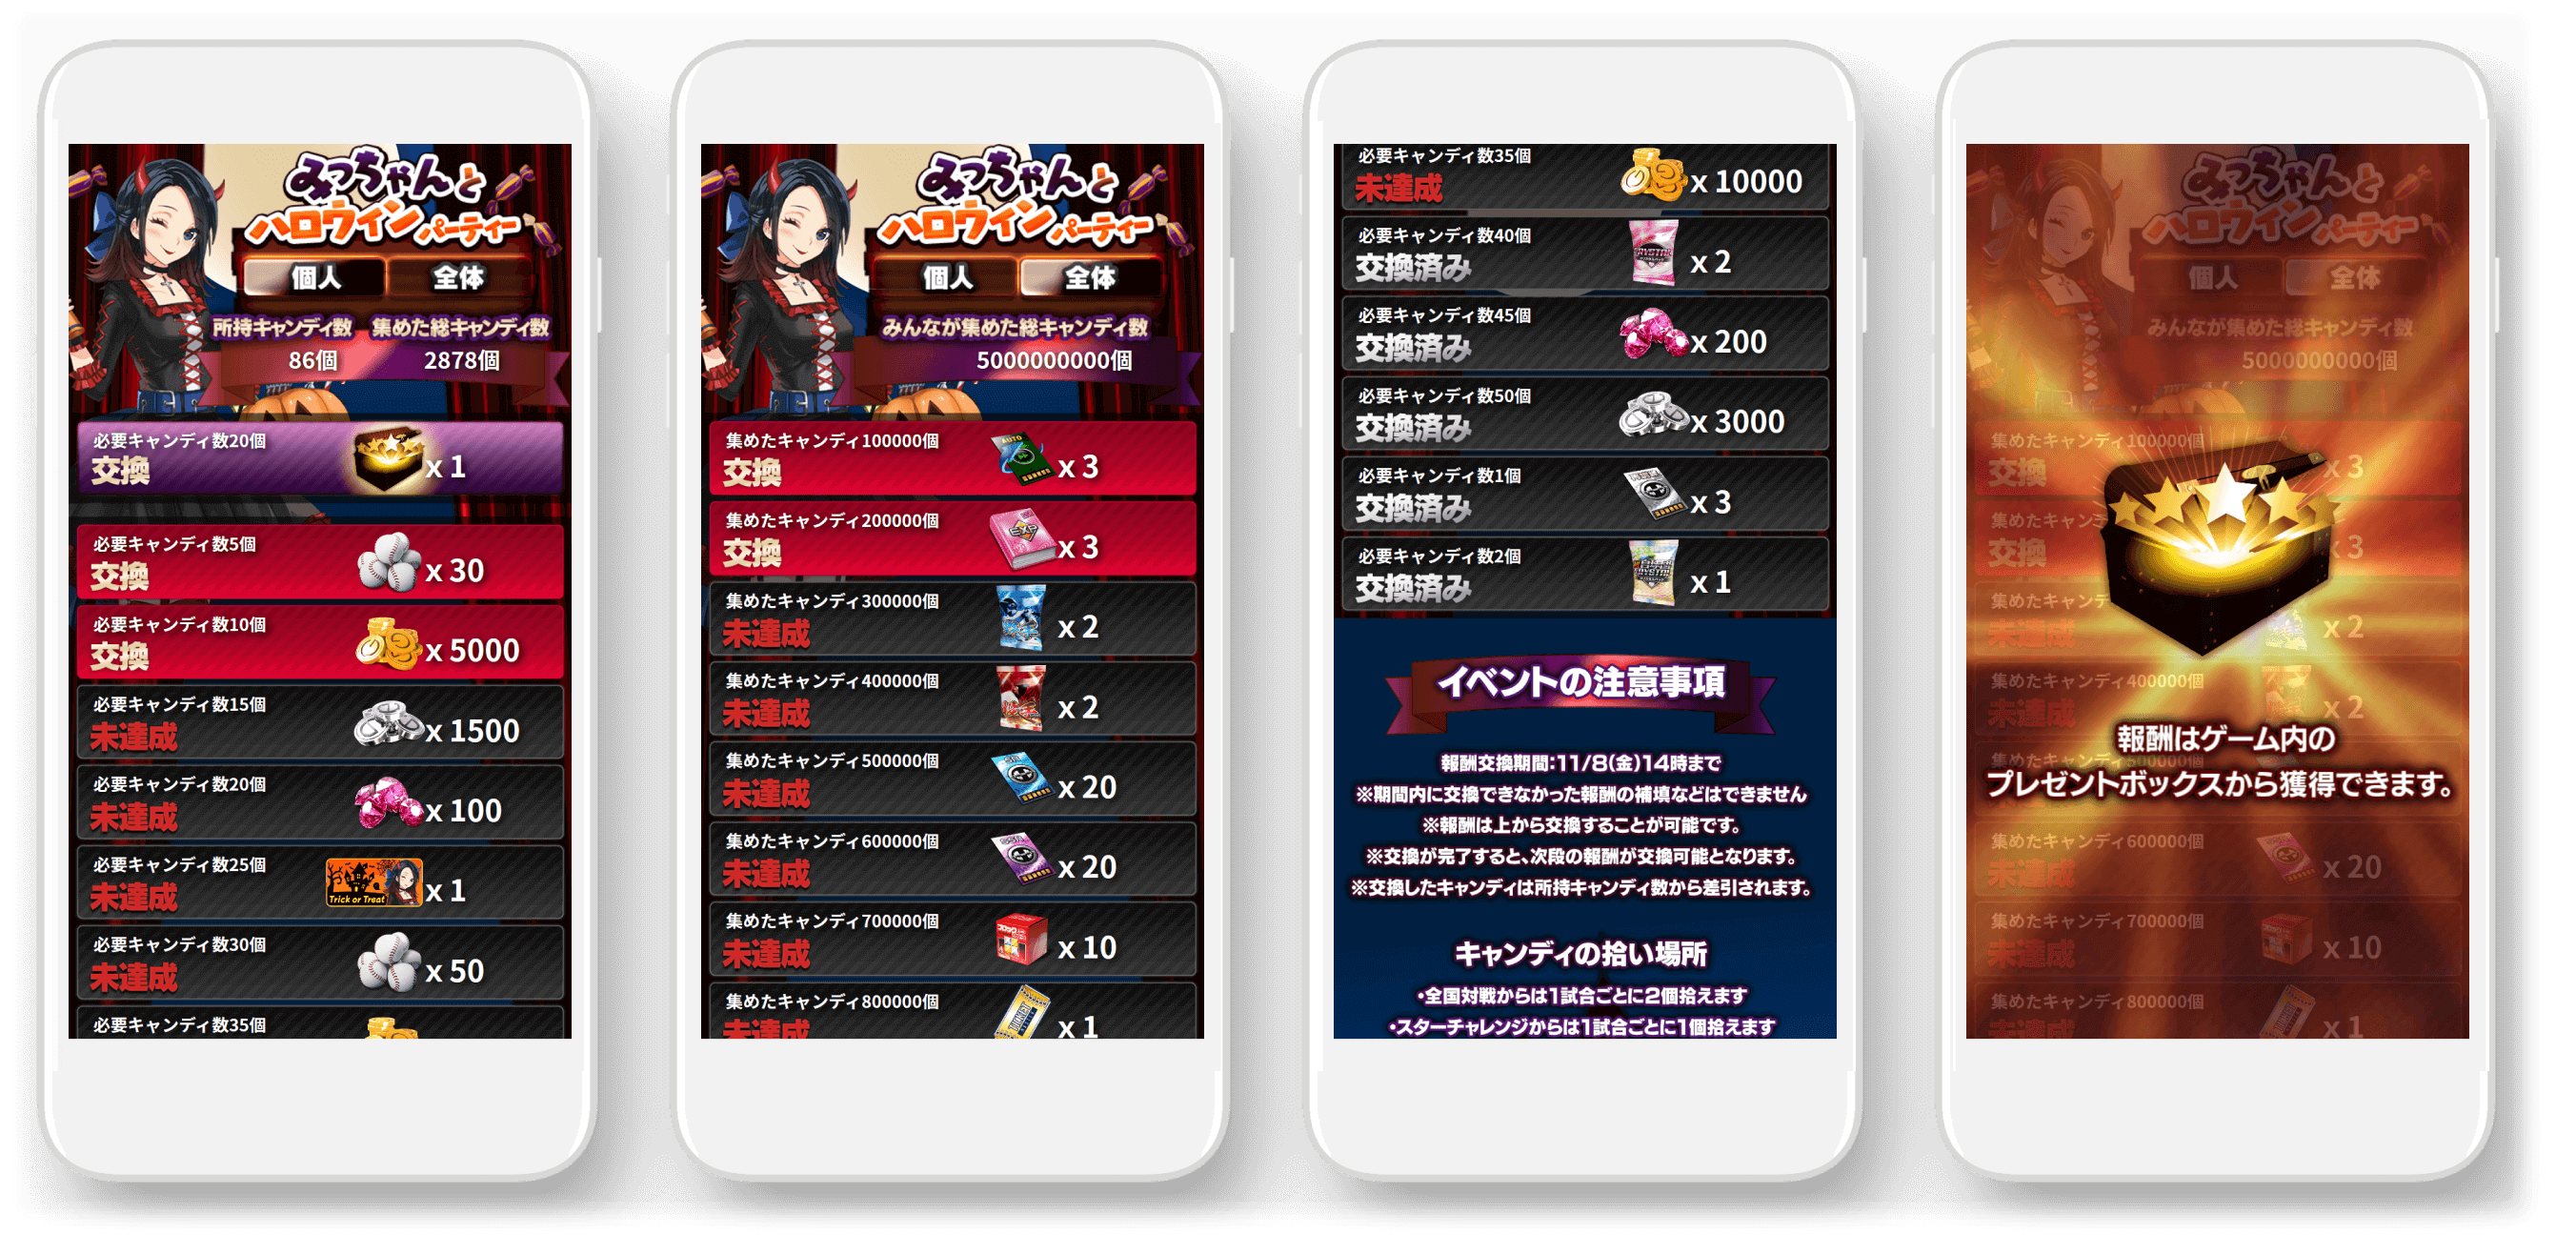 みっちゃんと
ハロウィンパーティー
個人 全体
所持キャンディ数 集めた総キャンディ数
86個 2878個
必要キャンディ数20個
交換 x 1
必要キャンディ数5個
交換 x 30
必要キャンディ数10個
交換 x 5000
必要キャンディ数15個
未達成 x 1500
必要キャンディ数20個
未達成 x 100
必要キャンディ数25個
Trick or Treat
未達成 x 1
必要キャンディ数30個
未達成 x 50
必要キャンディ数35個
みっちゃんと
ハロウィンパーティー
個人 全体
みんなが集めた総キャンディ数
5000000000個
集めたキャンディ100000個
AUTO
交換 x 3
集めたキャンディ200000個
EXP
交換 x 3
集めたキャンディ300000個
未達成 x 2
集めたキャンディ400000個
未達成 x 2
集めたキャンディ500000個
未達成 x 20
集めたキャンディ600000個
未達成 x 20
集めたキャンディ700000個
未達成 x 10
集めたキャンディ800000個
未達成 x 1
必要キャンディ数35個
未達成 x 10000
必要キャンディ数40個
交換済み x 2
必要キャンディ数45個
交換済み x 200
必要キャンディ数50個
交換済み x 3000
必要キャンディ数1個
交換済み x 3
必要キャンディ数2個
交換済み x 1
イベントの注意事項
報酬交換期間:11/8(金)14時まで
※期間内に交換できなかった報酬の補填などはできません
※報酬は上から交換することが可能です。
※交換が完了すると、次段の報酬が交換可能となります。
※交換したキャンディは所持キャンディ数から差引されます。
キャンディの拾い場所
・全国対戦からは1試合ごとに2個拾えます
・スターチャレンジからは1試合ごとに1個拾えます
みっちゃんと
ハロウィンパーティー
個人 全体
みんなが集めた総キャンディ数
5000000000個
集めたキャンディ100000個
交換 x 3
集めたキャンディ
交換 x 3
集めたキャンディ
未達成 x 2
集めたキャンディ400000個
未達成 x 2
報酬はゲーム内の
プレゼントボックスから獲得できます。
集めたキャンディ600000個
未達成 x 20
集めたキャンディ700000個
未達成 x 10
集めたキャンディ800000個
未達成 x 1